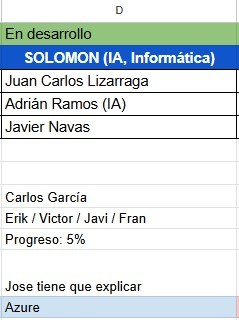 D
En desarrollo
SOLOMON (IA, Informática)
Juan Carlos Lizarraga
Adrián Ramos (IA)
Javier Navas
Carlos García
Erik / Victor / Javi / Fran
Progreso: 5%
Jose tiene que explicar
Azure